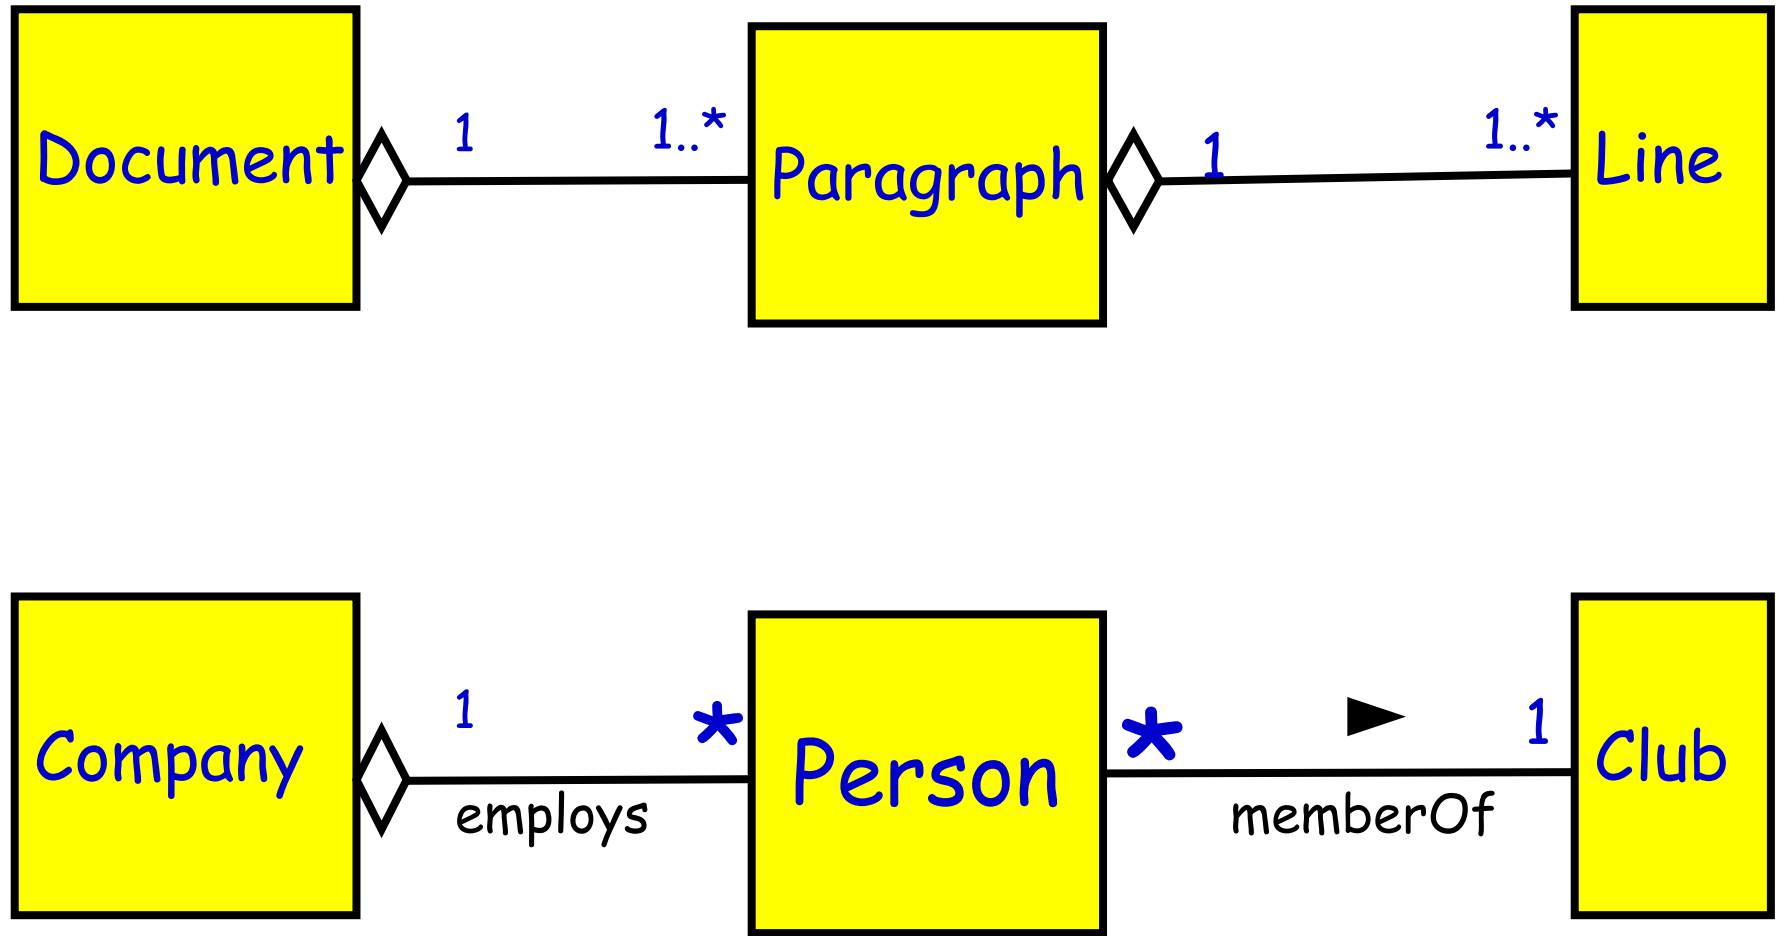 Document
1
1..*
Paragraph
1
1..*
Line
Company
1
*
employs
Person
*
1
memberOf
Club